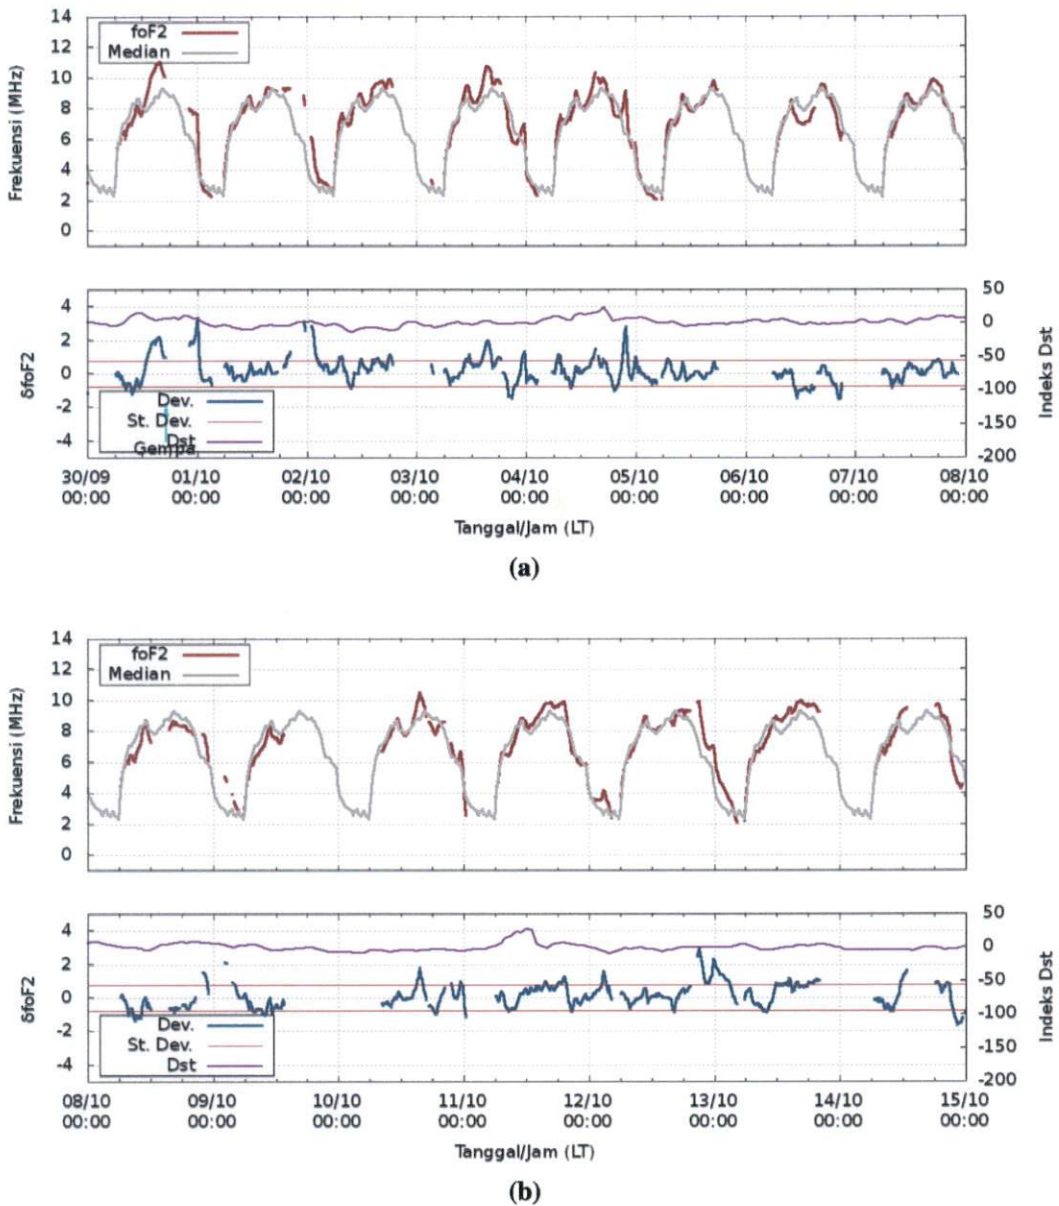 foF2
Median
Frekuensi (MHz)
14
12
10
8
6
4
2
0
δfoF2
4
2
0
-2
-4
Dev.
St. Dev.
Dst
Gempa
50
0
-50
-100
-150
-200
Indeks Dst
30/09 01/10 02/10 03/10 04/10 05/10 06/10 07/10 08/10
00:00 00:00 00:00 00:00 00:00 00:00 00:00 00:00 00:00
Tanggal/Jam (LT)
(a)
foF2
Median
Frekuensi (MHz)
14
12
10
8
6
4
2
0
δfoF2
4
2
0
-2
-4
Dev.
St. Dev.
Dst
50
0
-50
-100
-150
-200
Indeks Dst
08/10 09/10 10/10 11/10 12/10 13/10 14/10 15/10
00:00 00:00 00:00 00:00 00:00 00:00 00:00 00:00
Tanggal/Jam (LT)
(b)